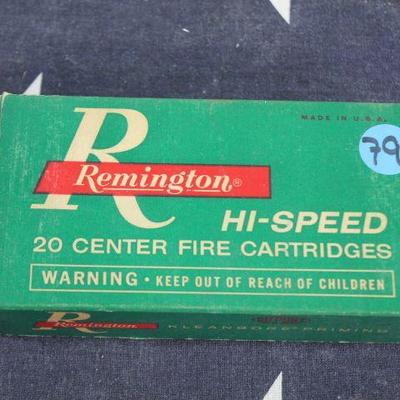 MADE IN U.S.A.
79
R
Remington®
HI-SPEED
20 CENTER FIRE CARTRIDGES
WARNING • KEEP OUT OF REACH OF CHILDREN
Remington
KLEANBORE PRIMING